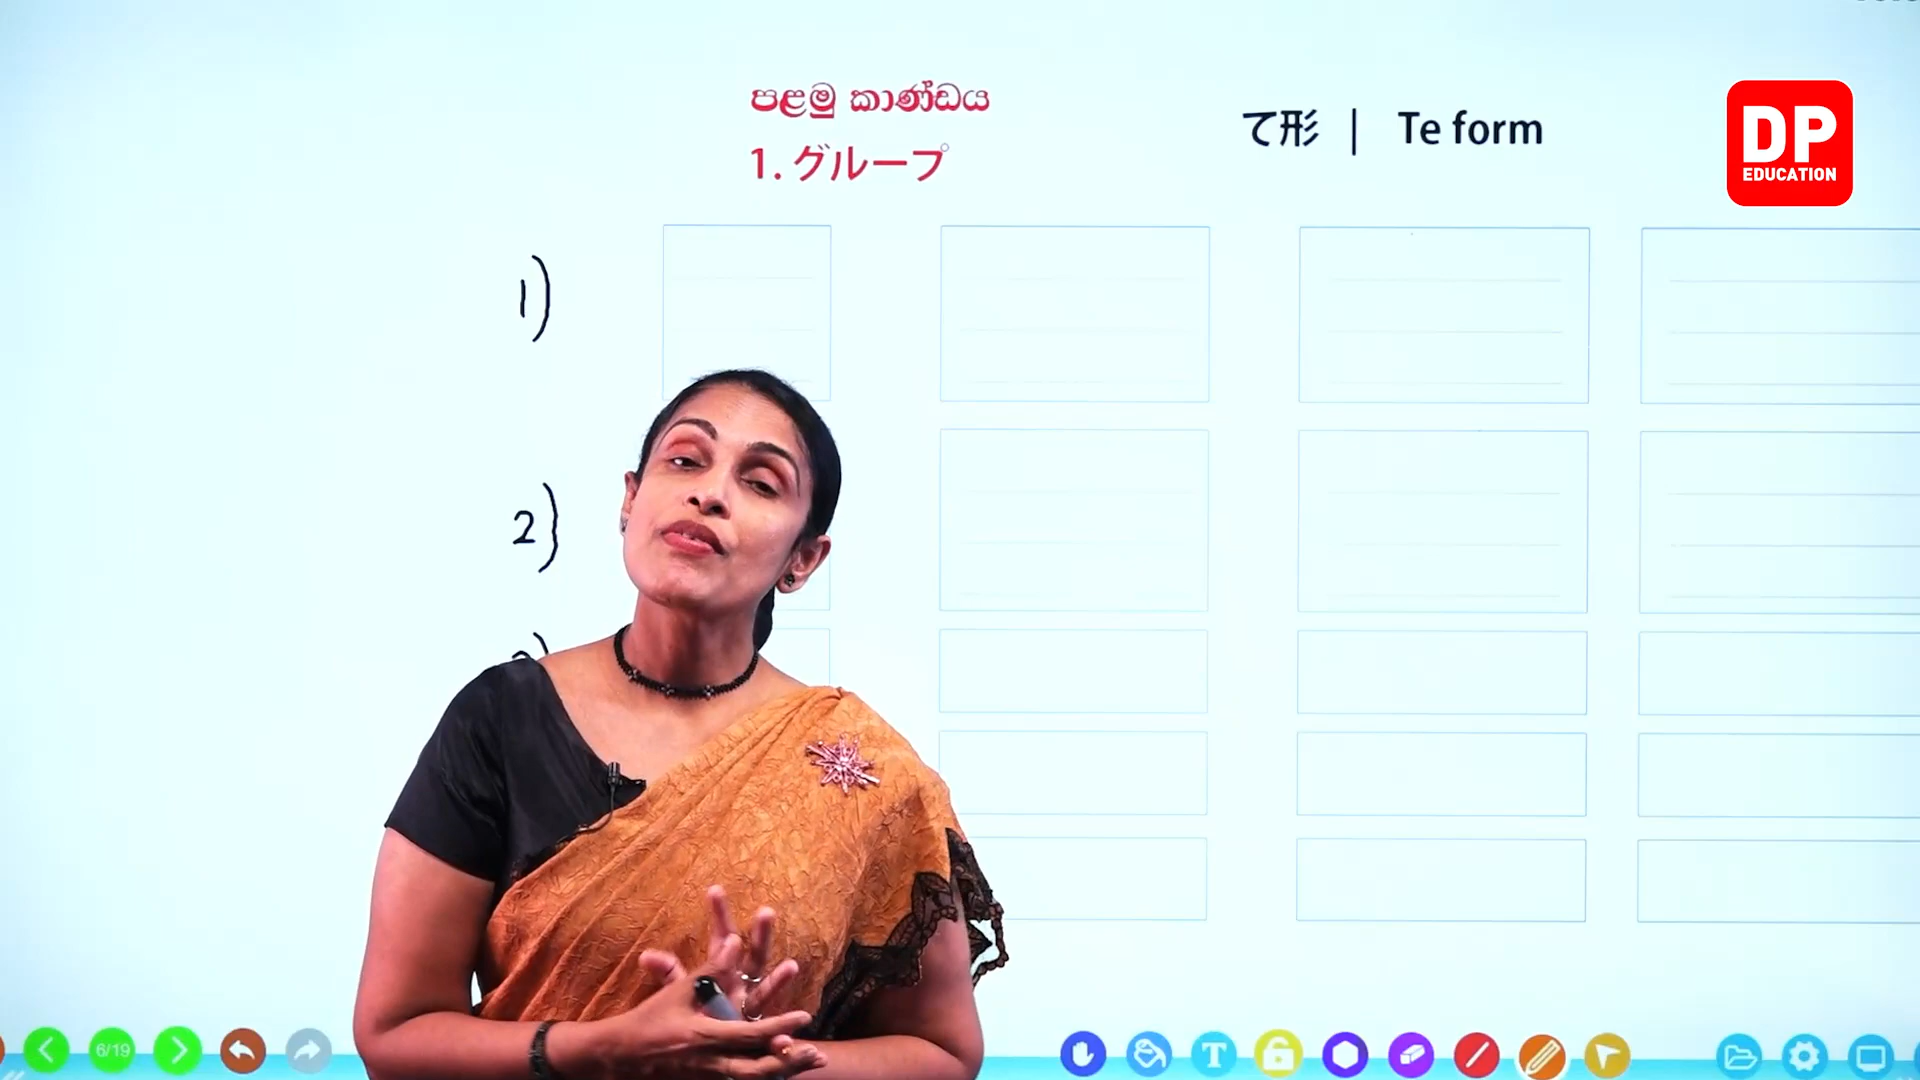 පළමු කාණ්ඩය
1. グループ
て形 | Te form
DP
EDUCATION
1)
2)
6/19
T